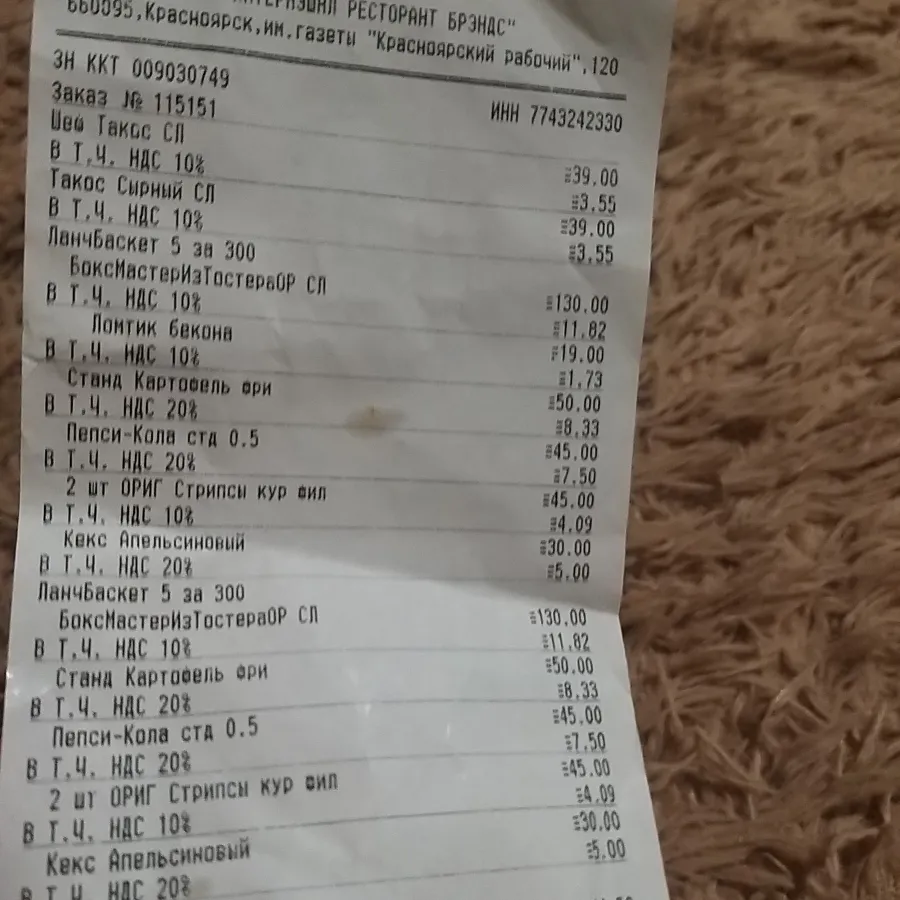 РЕСТОРАНТ БРЭНДС"
660095,Красноярск,им.газеты "Красноярский рабочий",120
ЗН ККТ 009030749
ИНН 7743242330
Заказ № 115151
Шеф Такос СЛ
≡39.00
В Т.Ч. НДС 10%
≡3.55
Такос Сырный СЛ
≡39.00
В Т.Ч. НДС 10%
≡3.55
ЛанчБаскет 5 за 300
БоксМастерИзТостераОР СЛ
≡130.00
В Т.Ч. НДС 10%
≡11.82
Ломтик бекона
≡19.00
В Т.Ч. НДС 10%
≡1.73
Станд Картофель фри
≡50.00
В Т.Ч. НДС 20%
≡8.33
Пепси-Кола стд 0.5
≡45.00
В Т.Ч. НДС 20%
≡7.50
2 шт ОРИГ Стрипсы кур фил
≡45.00
В Т.Ч. НДС 10%
≡4.09
Кекс Апельсиновый
≡30.00
В Т.Ч. НДС 20%
≡5.00
ЛанчБаскет 5 за 300
БоксМастерИзТостераОР СЛ
≡130.00
В Т.Ч. НДС 10%
≡11.82
Станд Картофель фри
≡50.00
В Т.Ч. НДС 20%
≡8.33
Пепси-Кола стд 0.5
≡45.00
В Т.Ч. НДС 20%
≡7.50
2 шт ОРИГ Стрипсы кур фил
≡45.00
В Т.Ч. НДС 10%
≡4.09
Кекс Апельсиновый
≡30.00
В Т.Ч. НДС 20%
≡5.00